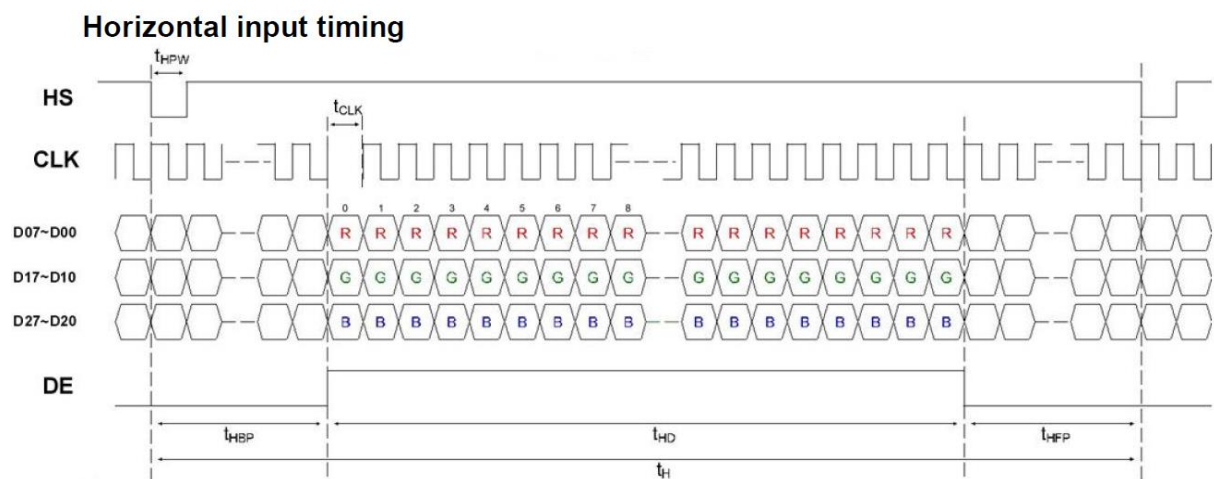 Horizontal input timing
tHPW
HS
tCLK
CLK
0 1 2 3 4 5 6 7 8
D07~D00 R R R R R R R R R R R R R R R R R
D17~D10 G G G G G G G G G G G G G G G G G
D27~D20 B B B B B B B B B B B B B B B B B
DE
tHBP tHD tHFP
tH